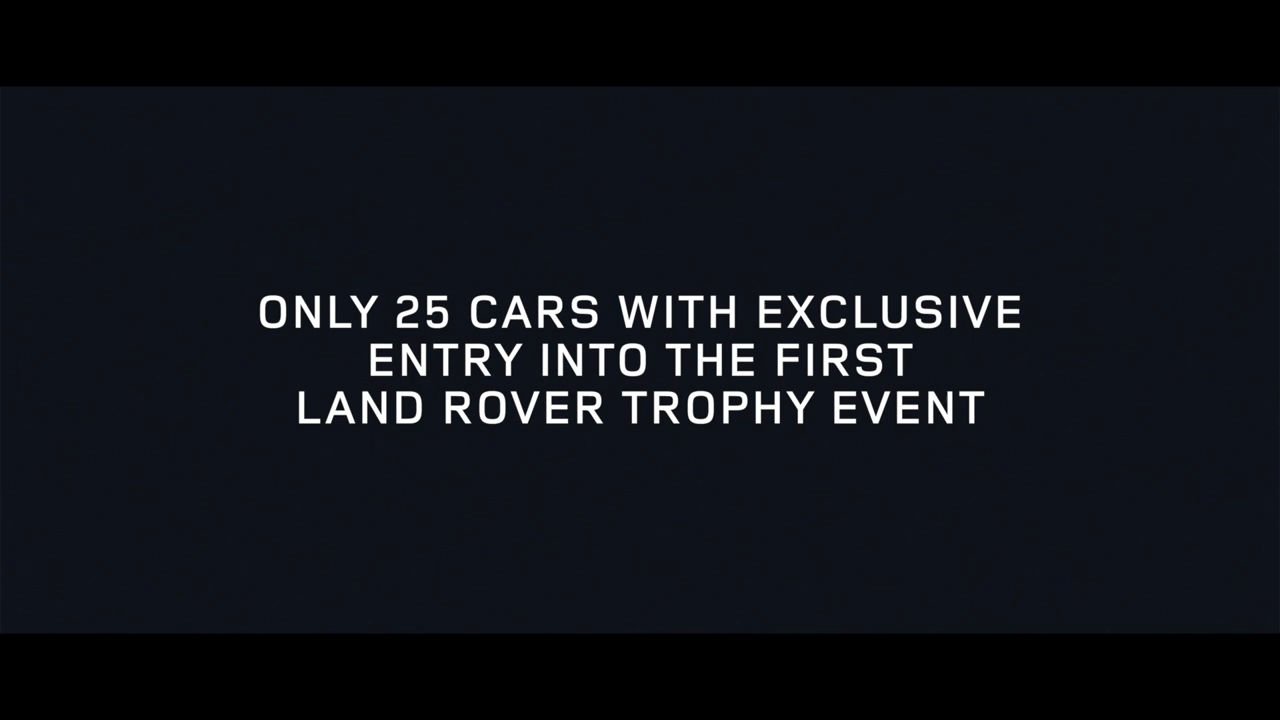 ONLY 25 CARS WITH EXCLUSIVE
ENTRY INTO THE FIRST
LAND ROVER TROPHY EVENT